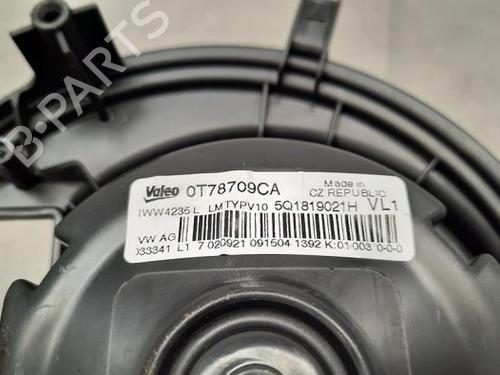 B-PARTS
Valeo 0T78709CA Made in
CZ REPUBLIC
IWW4235 L LMTYPV10 5Q1819021H VL1
VW AG
033341 L1 7 020921 091504 1392 K:01 003 0-0-0